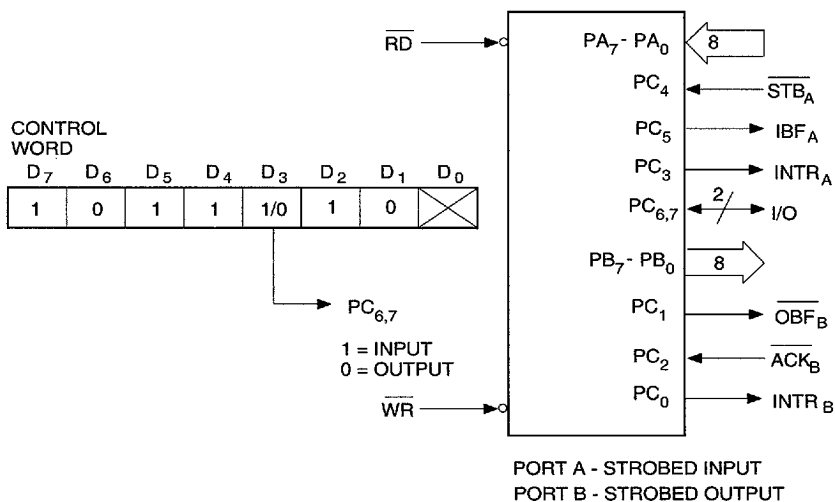 RD
PA7 - PA0
8
PC4
STBA
CONTROL
WORD
PC5
IBFA
D7 D6 D5 D4 D3 D2 D1 D0
PC3
INTRA
1 0 1 1 1/0 1 0
PC6,7
2
I/O
PB7 - PB0
8
PC6,7
PC1
OBFB
1 = INPUT
0 = OUTPUT
PC2
ACKB
WR
PC0
INTRB
PORT A - STROBED INPUT
PORT B - STROBED OUTPUT